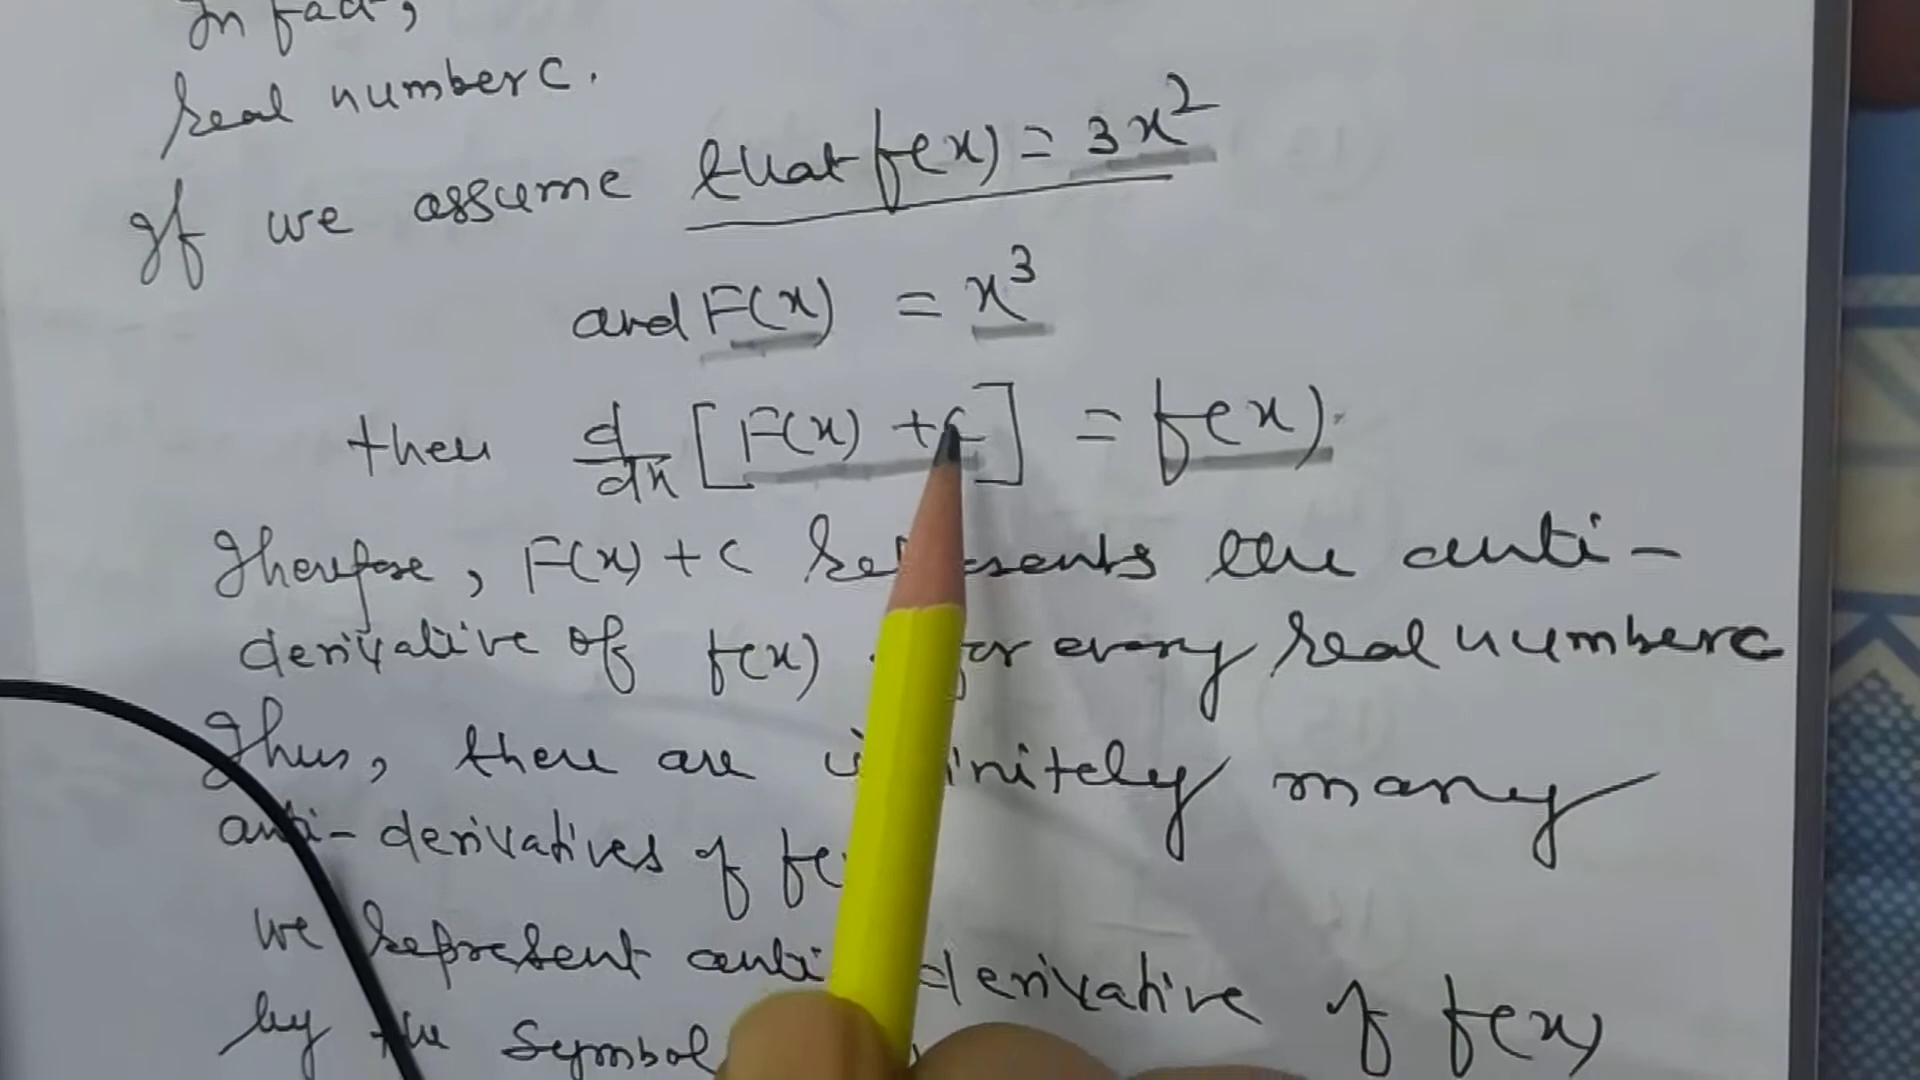 In fact,
real number c.
If we assume that f(x) = 3x²
and F(x) = x³
then d/dx [F(x) + c] = f(x).
Therefore, F(x) + c represents the anti-
derivative of f(x) for every real number c
Thus, there are infinitely many
anti-derivatives of f(
we represent anti derivative of f(x)
by the symbol